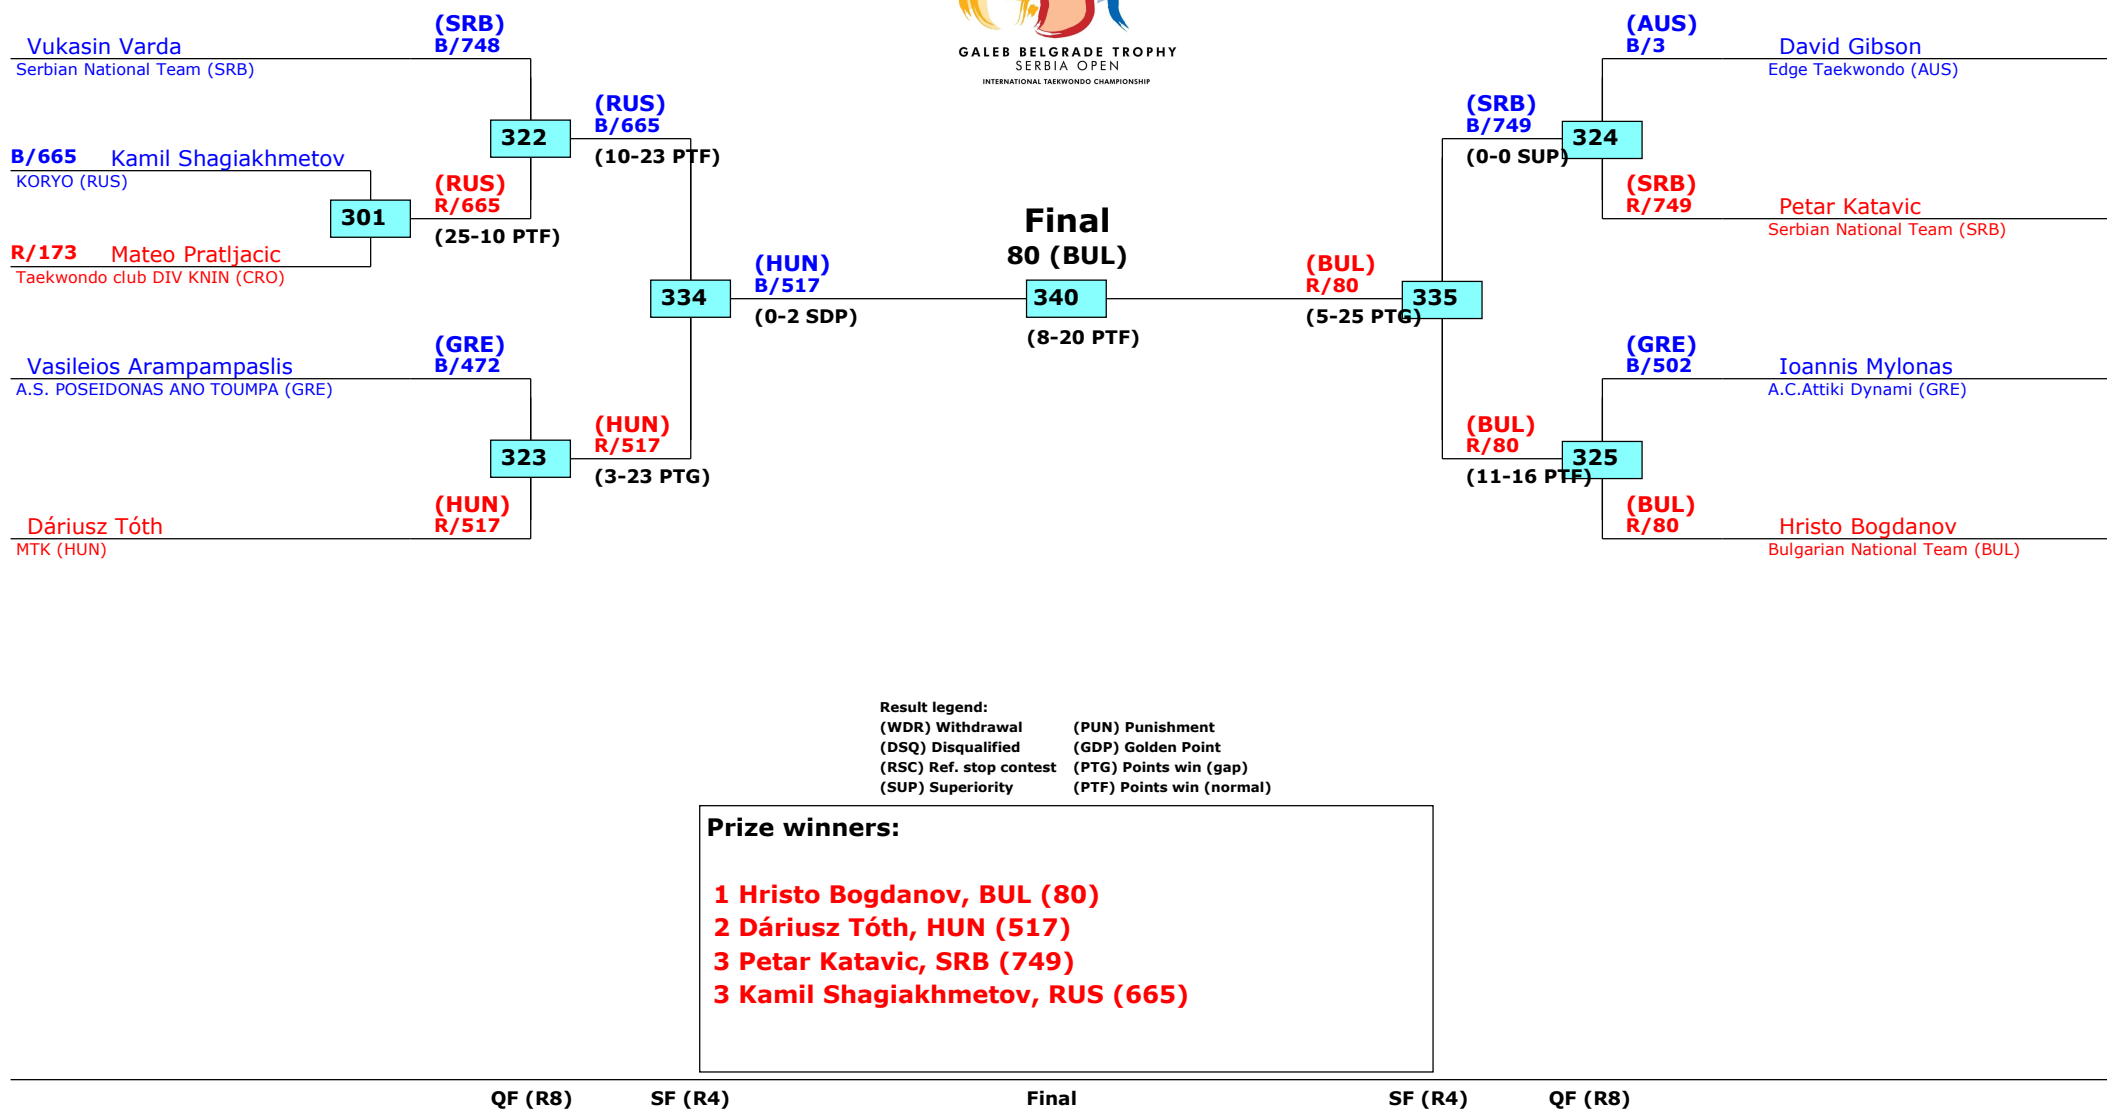 GALEB BELGRADE TROPHY
SERBIA OPEN
INTERNATIONAL TAEKWONDO CHAMPIONSHIP
(SRB)
Vukasin Varda B/748
Serbian National Team (SRB)
(RUS)
B/665
322
(10-23 PTF)
B/665 Kamil Shagiakhmetov
KORYO (RUS)
(RUS)
R/665
301
(25-10 PTF)
R/173 Mateo Pratljacic
Taekwondo club DIV KNIN (CRO)
(HUN)
B/517
334
(0-2 SDP)
(GRE)
Vasileios Arampampaslis B/472
A.S. POSEIDONAS ANO TOUMPA (GRE)
(HUN)
R/517
323
(3-23 PTG)
(HUN)
Dáriusz Tóth R/517
MTK (HUN)
Final
80 (BUL)
340
(8-20 PTF)
(AUS)
B/3 David Gibson
Edge Taekwondo (AUS)
(SRB)
B/749
324
(0-0 SUP)
(SRB)
R/749 Petar Katavic
Serbian National Team (SRB)
(BUL)
R/80
335
(5-25 PTG)
(GRE)
B/502 Ioannis Mylonas
A.C.Attiki Dynami (GRE)
(BUL)
R/80
325
(11-16 PTF)
(BUL)
R/80 Hristo Bogdanov
Bulgarian National Team (BUL)
Result legend:
(WDR) Withdrawal (PUN) Punishment
(DSQ) Disqualified (GDP) Golden Point
(RSC) Ref. stop contest (PTG) Points win (gap)
(SUP) Superiority (PTF) Points win (normal)
Prize winners:
1 Hristo Bogdanov, BUL (80)
2 Dáriusz Tóth, HUN (517)
3 Petar Katavic, SRB (749)
3 Kamil Shagiakhmetov, RUS (665)
QF (R8) SF (R4) Final SF (R4) QF (R8)